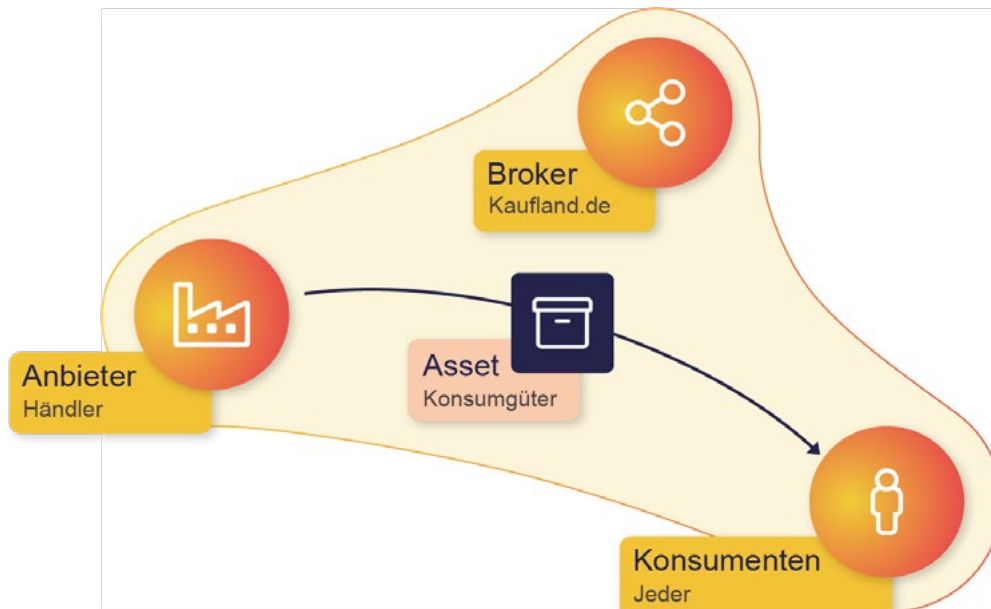 Broker
Kaufland.de
Anbieter
Händler
Asset
Konsumgüter
Konsumenten
Jeder